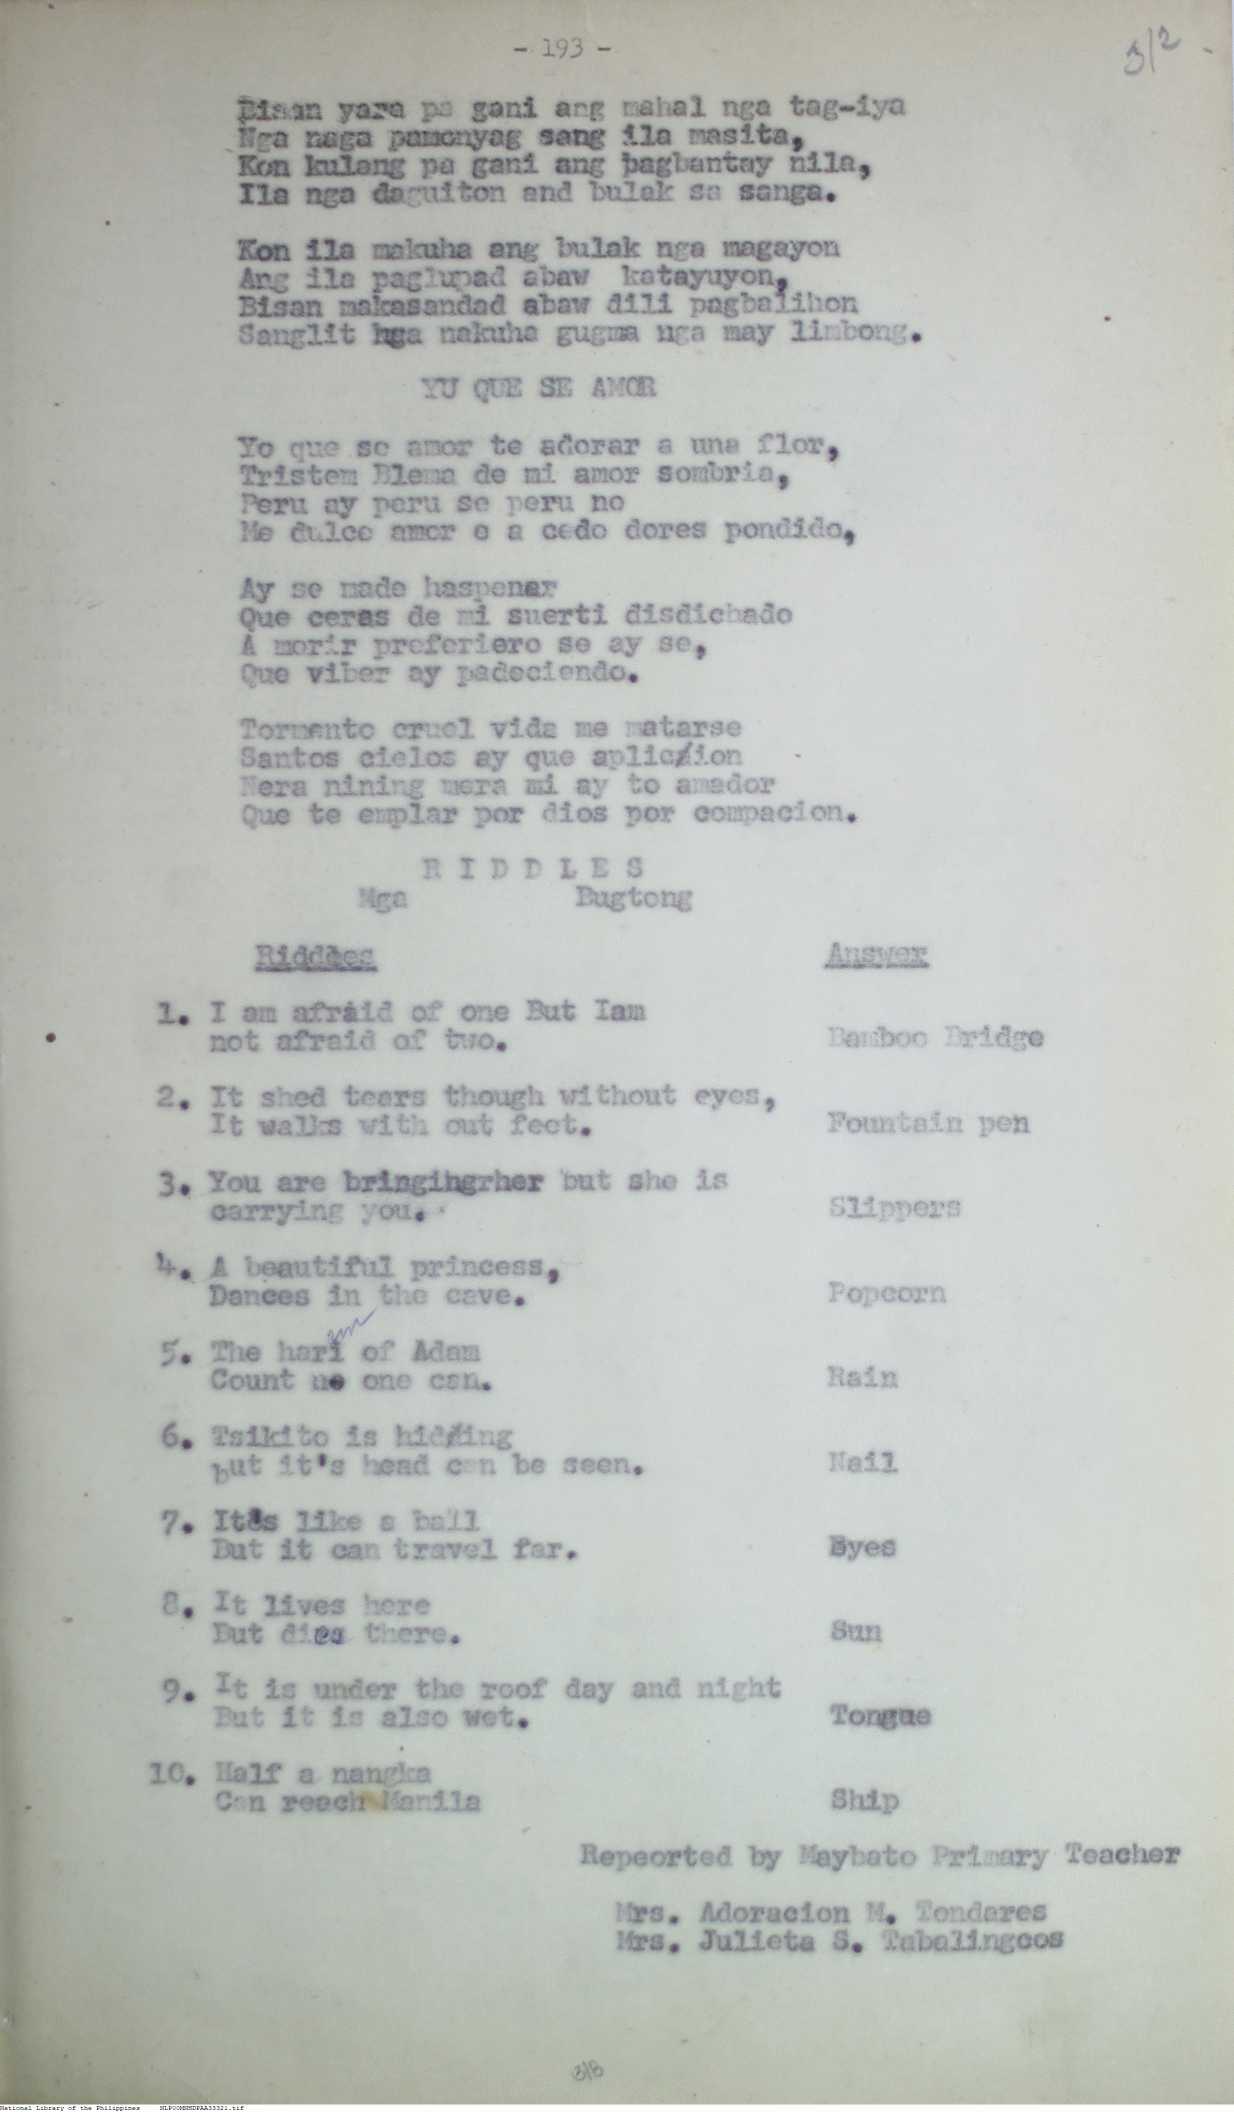 - 193 -
312
Bisan yara pa gani ang mahal nga tag-iya
Nga naga pamonyag sang ila masita,
Kon kulang pa gani ang pagbantay nila,
Ila nga daguiton and bulak sa sanga.
Kon ila makuha ang bulak nga magayon
Ang ila paglupad abaw katayuyon,
Bisan makasandad abaw dili pagbalihon
Sanglit nga nakuha gugma nga may limbong.
YU QUE SE AMOR
Yo que se amor te adorar a una flor,
Tristem Blema de mi amor sombria,
Peru ay peru se peru no
Me dulce amor o a cedo dores pondido,
Ay se nade haspenar
Que ceras de mi suerti disdichado
A morir preferiero se ay se,
Que viber ay padeciendo.
Tormento cruel vida me matarse
Santos cielos ay que aplicion
Nera nining mera mi ay to amador
Que te emplar por dios por compacion.
R I D D L E S
Mga Bugtong
Riddles Answer
1. I am afraid of one But Iam
not afraid of two. Bamboo Bridge
2. It shed tears though without eyes,
It walks with out feet. Fountain pen
3. You are bringing her but she is
carrying you. Slippers
4. A beautiful princess,
Dances in the cave. Popcorn
5. The hari of Adam
Count no one can. Rain
6. Tsikito is hiding
but it's head can be seen. Nail
7. It's like a ball
But it can travel far. Eyes
8. It lives here
But dies there. Sun
9. It is under the roof day and night
But it is also wet. Tongue
10. Half a nangka
Can reach Manila Ship
Repeorted by Maybato Primary Teacher
Mrs. Adoracion M. Tondares
Mrs. Julieta S. Tabalingcos
318
National Library of the Philippines